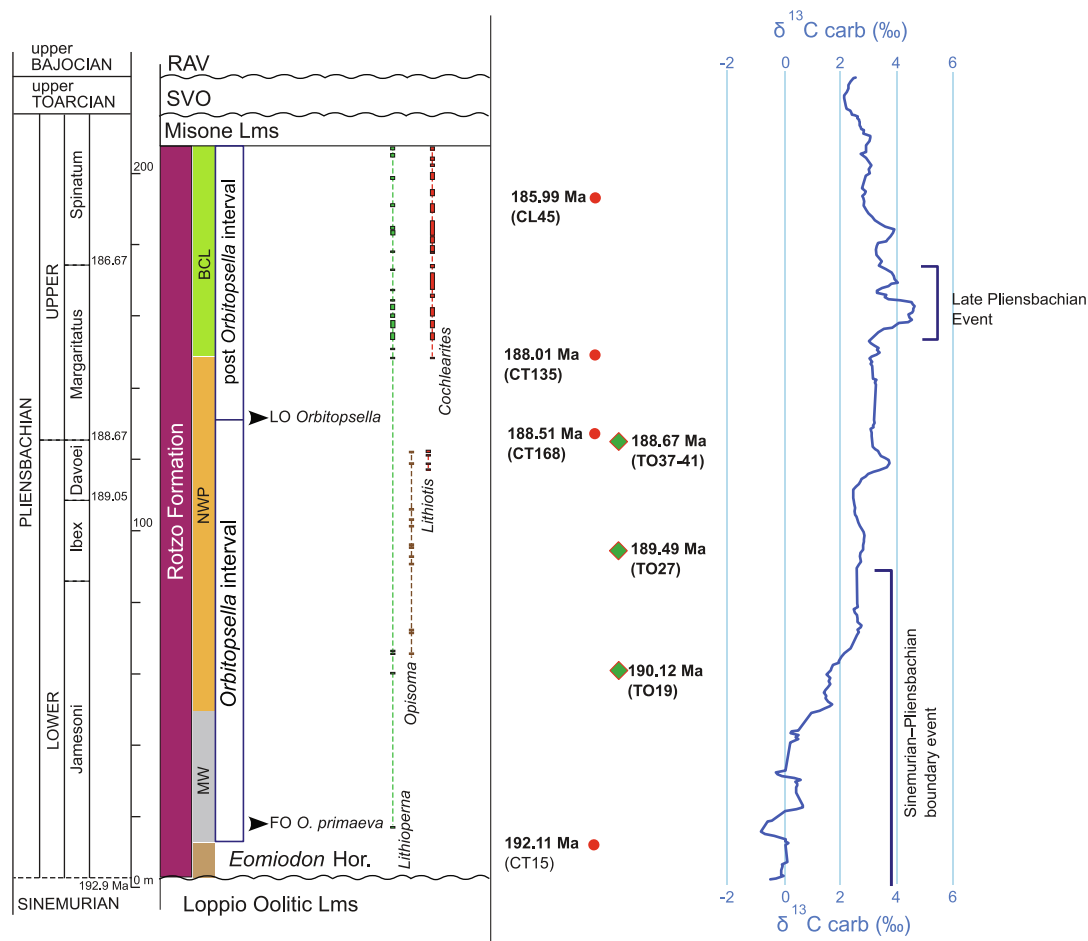 δ 13C carb (‰)
-2 0 2 4 6
upper
BAJOCIAN
RAV
upper
TOARCIAN
SVO
Misone Lms
PLIENSBACHIAN
UPPER
LOWER
Spinatum
186.67
Margaritatus
188.67
Davoei
189.05
Ibex
Jamesoni
192.9 Ma
SINEMURIAN
200
100
0 m
Rotzo Formation
BCL
NWP
MW
post Orbitopsella interval
Orbitopsella interval
LO Orbitopsella
FO O. primaeva
Eomiodon Hor.
Loppio Oolitic Lms
Lithioperna
Opisoma
Lithiotis
Cochlearites
185.99 Ma
(CL45)
188.01 Ma
(CT135)
188.51 Ma
(CT168)
188.67 Ma
(TO37–41)
189.49 Ma
(TO27)
190.12 Ma
(TO19)
192.11 Ma
(CT15)
Late Pliensbachian
Event
Sinemurian–Pliensbachian
boundary event
-2 0 2 4 6
δ 13C carb (‰)